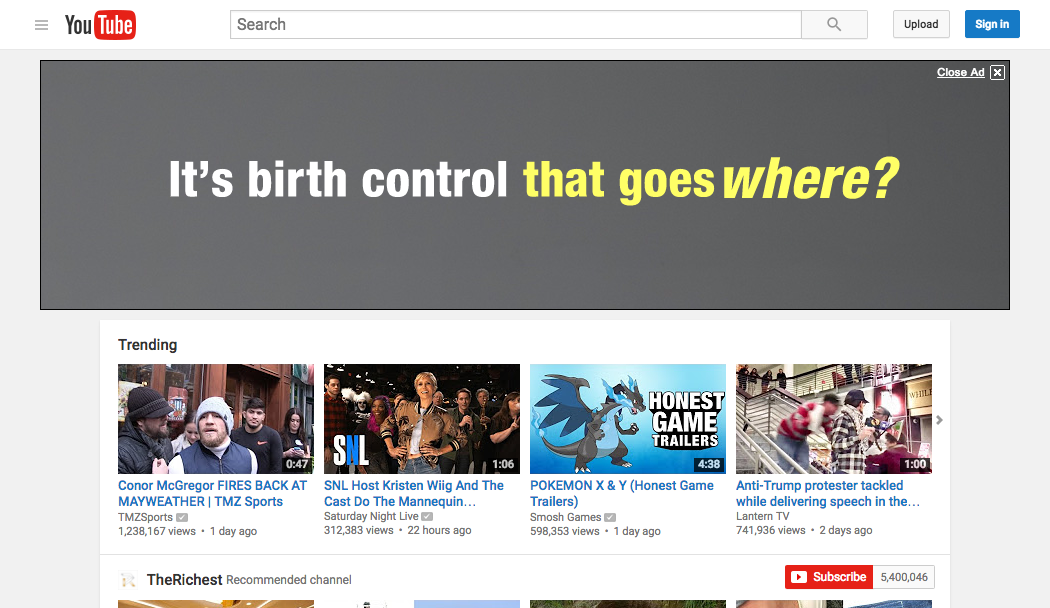 YouTube
Search
Upload
Sign in
Close Ad
It's birth control that goes where?
Trending
0:47
SNL
1:06
HONEST
GAME
TRAILERS
4:38
WHIL
1:00
Conor McGregor FIRES BACK AT
MAYWEATHER | TMZ Sports
TMZSports
1,238,167 views • 1 day ago
SNL Host Kristen Wiig And The
Cast Do The Mannequin…
Saturday Night Live
312,383 views • 22 hours ago
POKEMON X & Y (Honest Game
Trailers)
Smosh Games
598,353 views • 1 day ago
Anti-Trump protester tackled
while delivering speech in the…
Lantern TV
741,936 views • 2 days ago
TheRichest Recommended channel
Subscribe 5,400,046